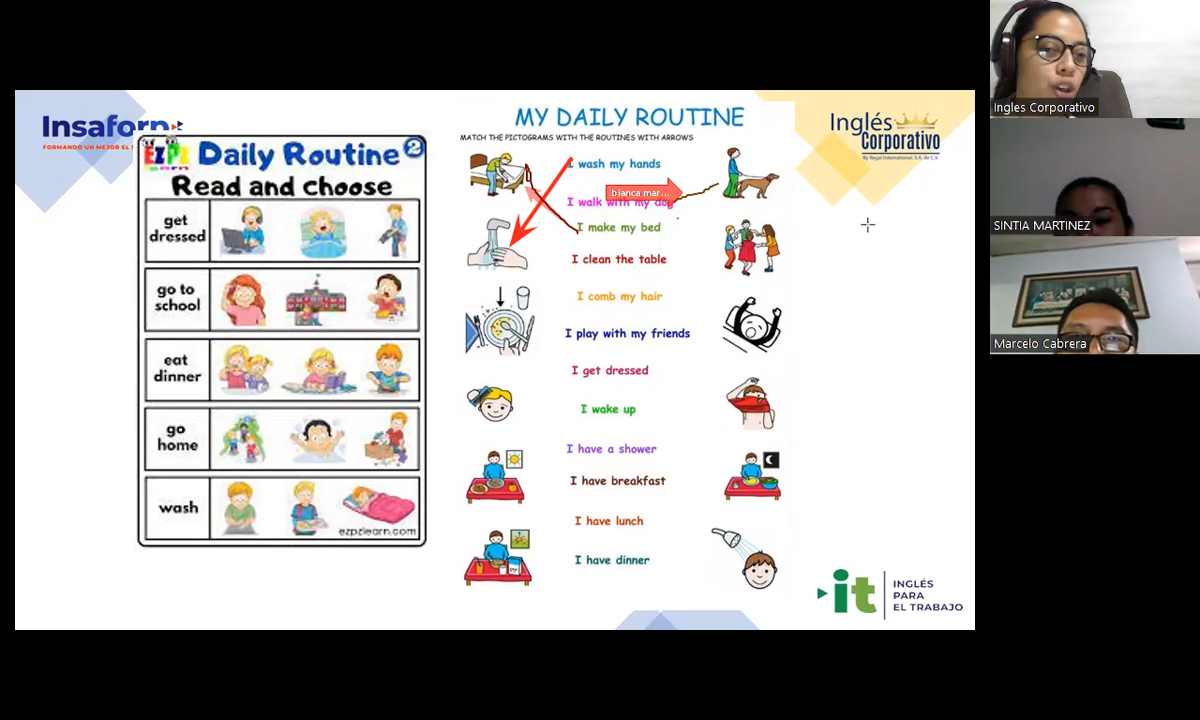 Insaforp
FORMANDO UN MEJOR EL
EZPZ
Daily Routine 2
Read and choose
get
dressed
go to
school
eat
dinner
go
home
wash
ezpzlearn.com
MY DAILY ROUTINE
MATCH THE PICTOGRAMS WITH THE ROUTINES WITH ARROWS
I wash my hands
bianca mar...
I walk with my dog
I make my bed
I clean the table
I comb my hair
I play with my friends
I get dressed
I wake up
I have a shower
I have breakfast
I have lunch
I have dinner
Inglés
Corporativo
By Regal International, S.A. de C.V.
it
INGLÉS
PARA
EL TRABAJO
Ingles Corporativo
SINTIA MARTINEZ
Marcelo Cabrera